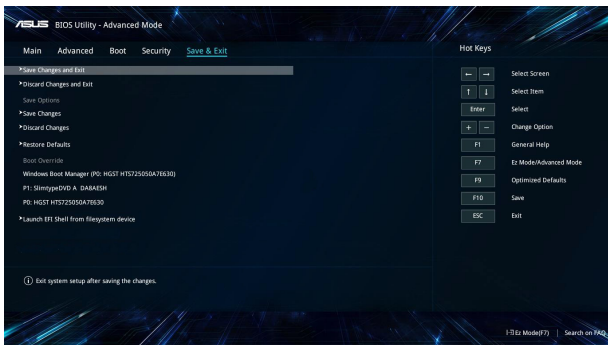 ASUS BIOS Utility - Advanced Mode
Main Advanced Boot Security Save & Exit
Hot Keys
Save Changes and Exit
Discard Changes and Exit
Save Options
Save Changes
Discard Changes
Restore Defaults
Boot Override
Windows Boot Manager (P0: HGST HTS725050A7E630)
P1: SlimtypeDVD A DA8AESH
P0: HGST HTS725050A7E630
Launch EFI Shell from filesystem device
← → Select Screen
↑ ↓ Select Item
Enter Select
+ − Change Option
F1 General Help
F7 Ez Mode/Advanced Mode
F9 Optimized Defaults
F10 Save
ESC Exit
Exit system setup after saving the changes.
Ez Mode(F7) | Search on FAQ